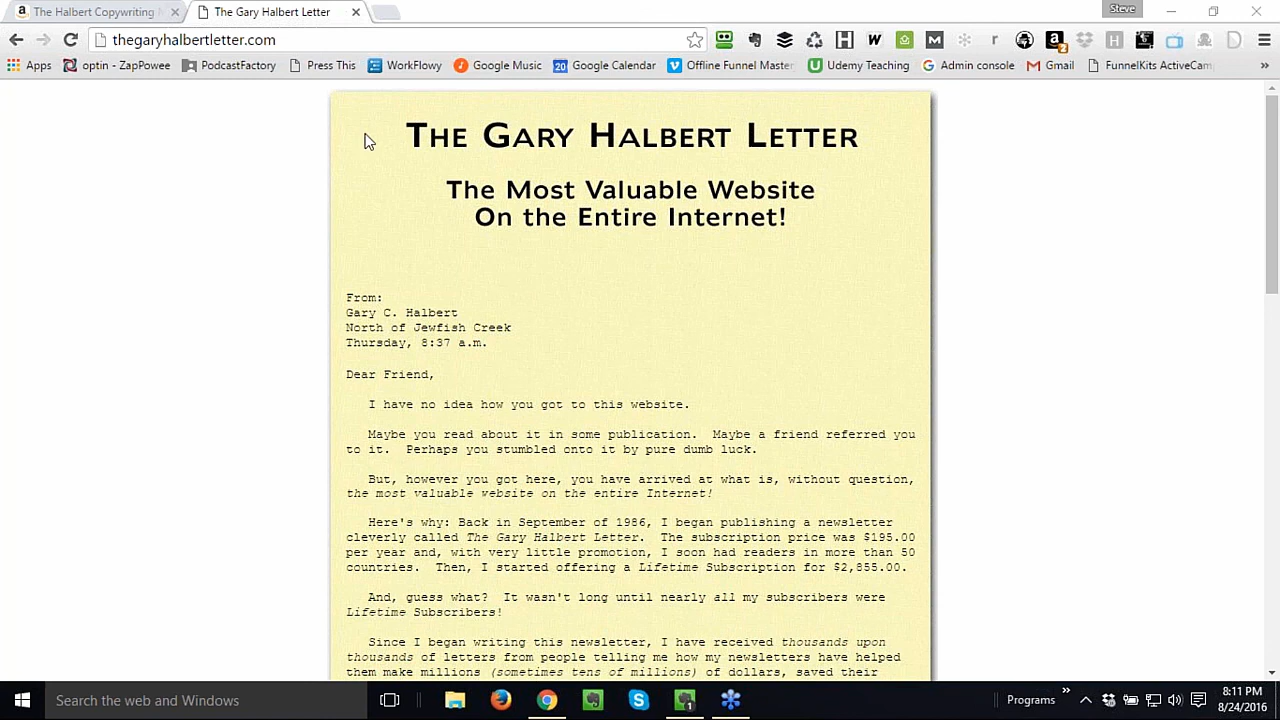 The Halbert Copywriting
The Gary Halbert Letter
Steve
thegaryhalbertletter.com
Apps
optin - ZapPowee
PodcastFactory
Press This
WorkFlowy
Google Music
20
Google Calendar
Offline Funnel Master
Udemy Teaching
Admin console
Gmail
FunnelKits ActiveCam
The Gary Halbert Letter
The Most Valuable Website
On the Entire Internet!
From:
Gary C. Halbert
North of Jewfish Creek
Thursday, 8:37 a.m.
Dear Friend,
I have no idea how you got to this website.
Maybe you read about it in some publication. Maybe a friend referred you
to it. Perhaps you stumbled onto it by pure dumb luck.
But, however you got here, you have arrived at what is, without question,
the most valuable website on the entire Internet!
Here's why: Back in September of 1986, I began publishing a newsletter
cleverly called The Gary Halbert Letter. The subscription price was $195.00
per year and, with very little promotion, I soon had readers in more than 50
countries. Then, I started offering a Lifetime Subscription for $2,855.00.
And, guess what? It wasn't long until nearly all my subscribers were
Lifetime Subscribers!
Since I began writing this newsletter, I have received thousands upon
thousands of letters from people telling me how my newsletters have helped
them make millions (sometimes tens of millions) of dollars, saved their
Search the web and Windows
1
Programs
8:11 PM
8/24/2016